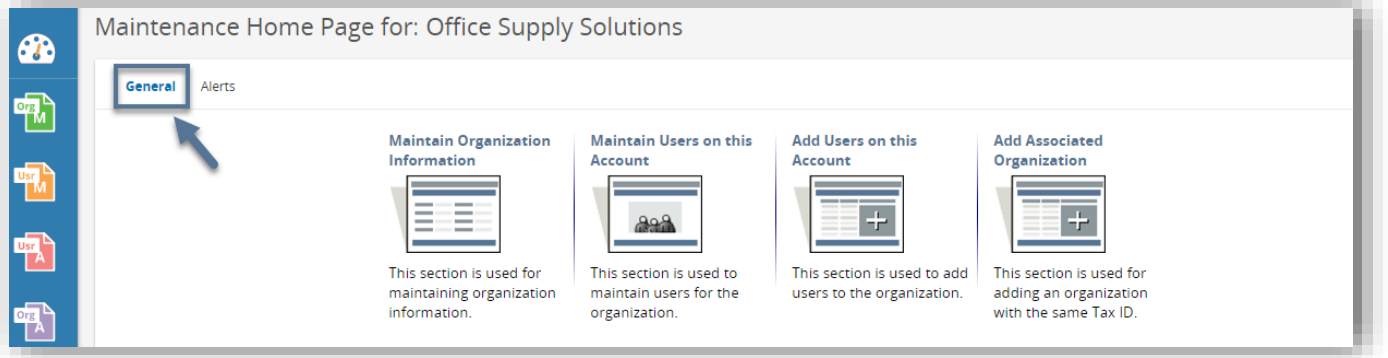 Maintenance Home Page for: Office Supply Solutions
General Alerts
Org
M
Usr
M
Usr
A
Org
A
Maintain Organization
Information
This section is used for
maintaining organization
information.
Maintain Users on this
Account
This section is used to
maintain users for the
organization.
Add Users on this
Account
This section is used to add
users to the organization.
Add Associated
Organization
This section is used for
adding an organization
with the same Tax ID.